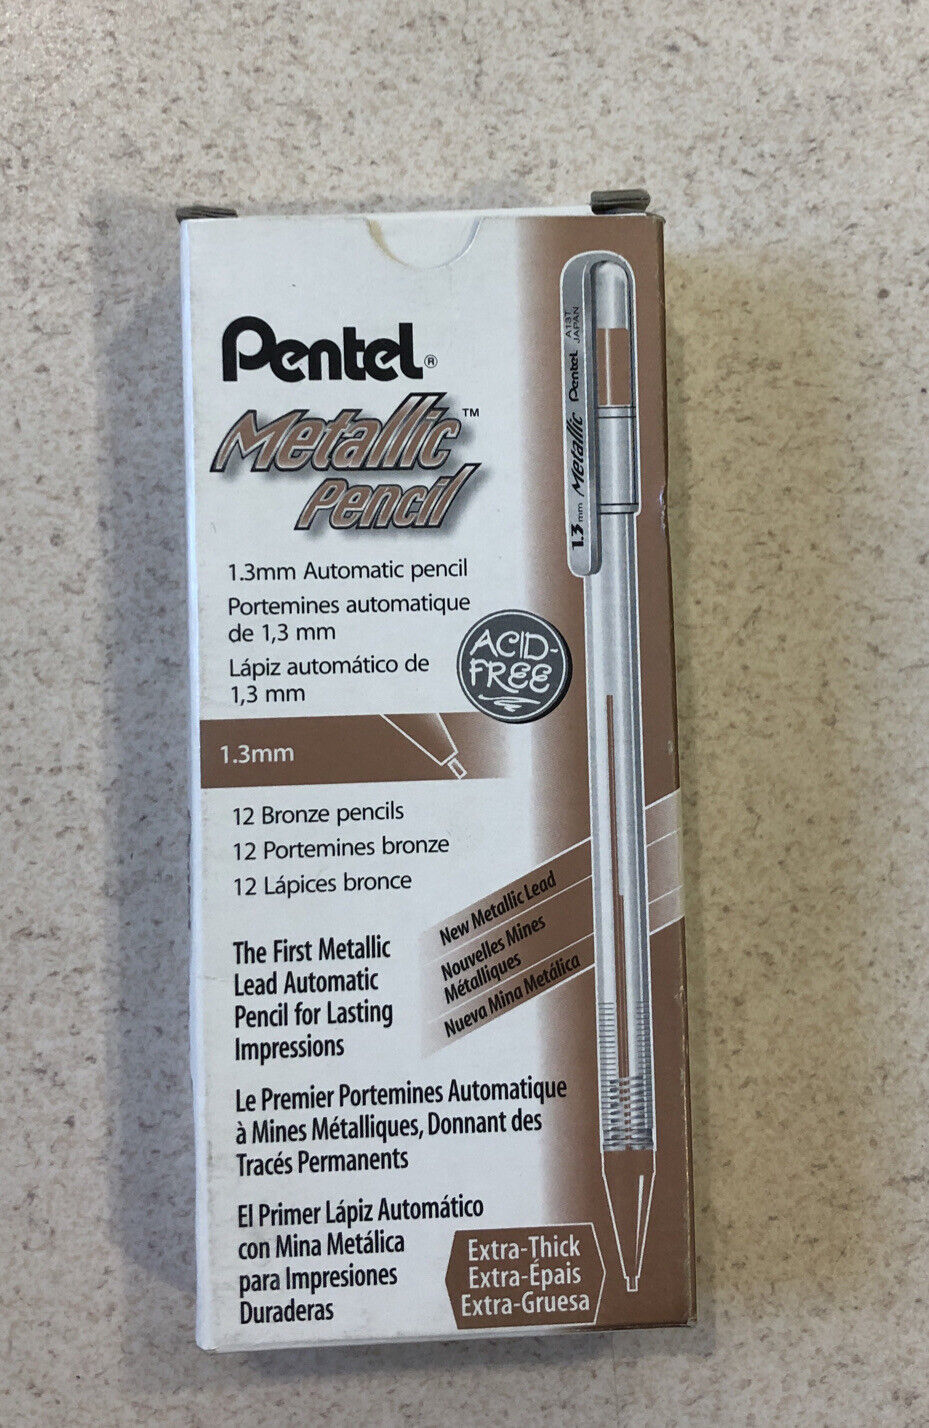 Pentel®
Metallic™
Pencil
1.3mm Automatic pencil
Portemines automatique
de 1,3 mm
Lápiz automático de
1,3 mm
ACID-
FREE
1.3mm
12 Bronze pencils
12 Portemines bronze
12 Lápices bronce
New Metallic Lead
Nouvelles Mines
Métalliques
Nueva Mina Metálica
The First Metallic
Lead Automatic
Pencil for Lasting
Impressions
Le Premier Portemines Automatique
à Mines Métalliques, Donnant des
Tracés Permanents
El Primer Lápiz Automático
con Mina Metálica
para Impresiones
Duraderas
Extra-Thick
Extra-Épais
Extra-Gruesa
1.3 mm Metallic Pentel
A13T
JAPAN